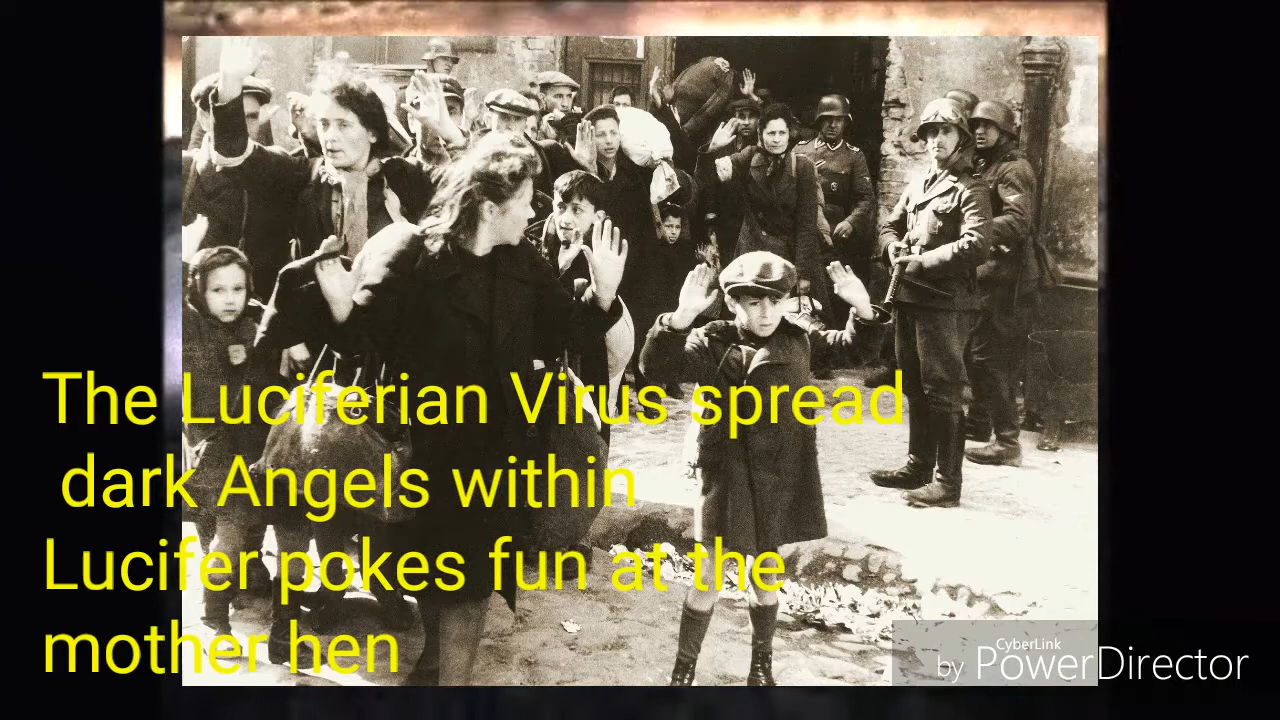 The Luciferian Virus spread
dark Angels within
Lucifer pokes fun at the
mother hen
CyberLink
by PowerDirector